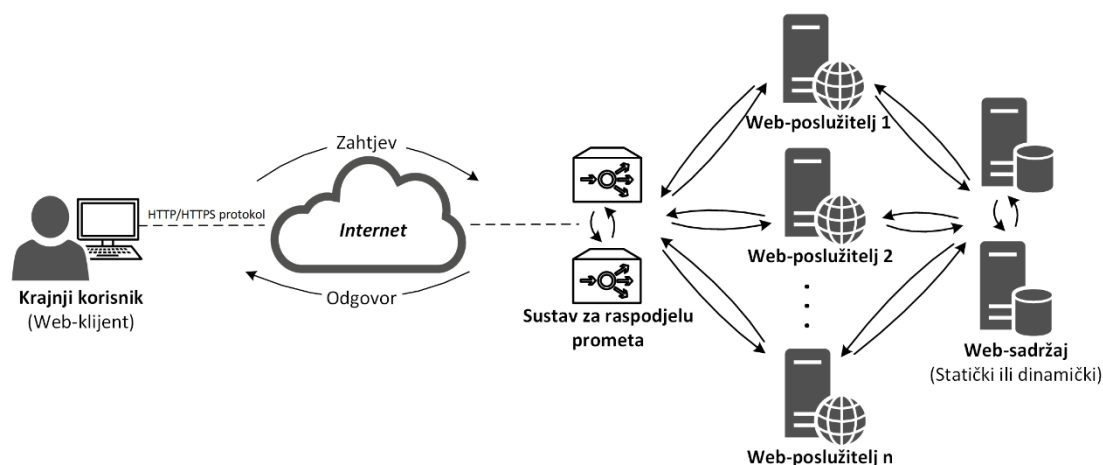 Zahtjev
HTTP/HTTPS protokol
Internet
Odgovor
Krajnji korisnik
(Web-klijent)
Sustav za raspodjelu
prometa
Web-poslužitelj 1
Web-poslužitelj 2
Web-poslužitelj n
Web-sadržaj
(Statički ili dinamički)